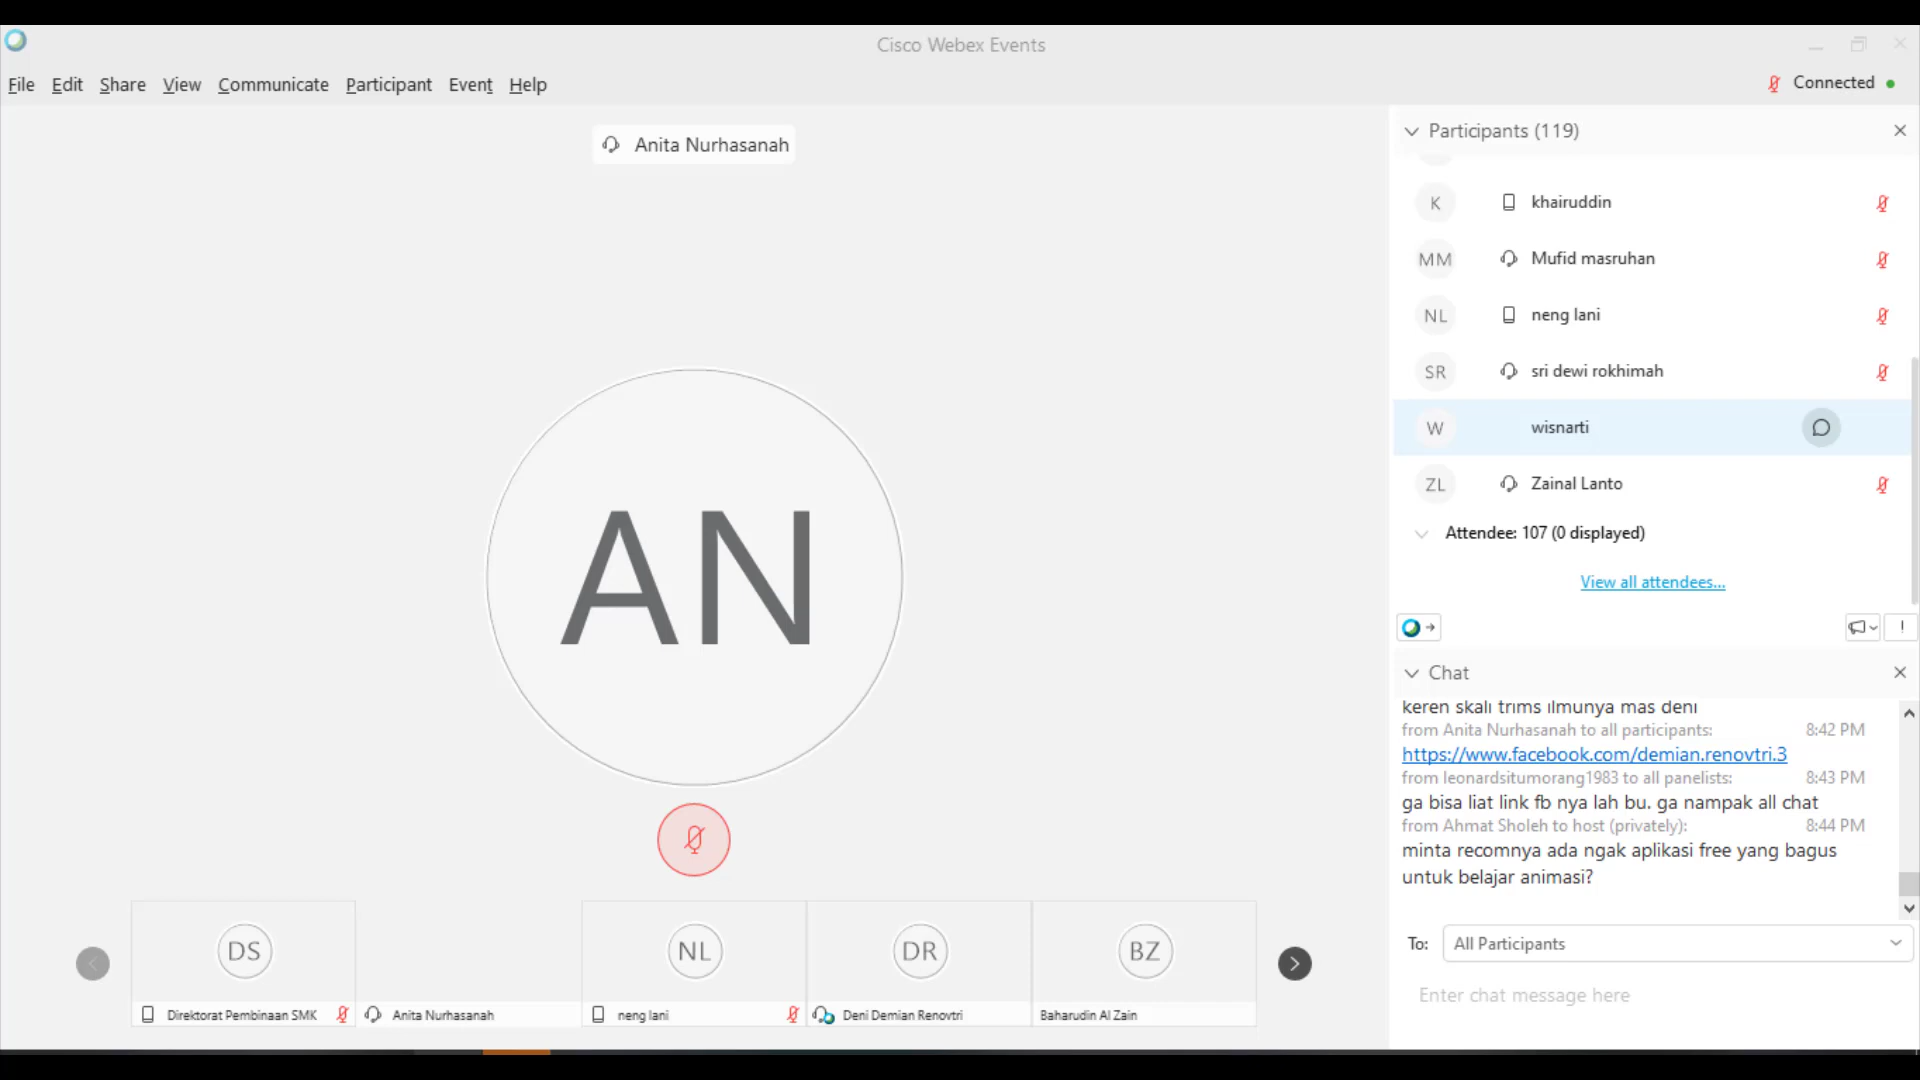 Cisco Webex Events
File Edit Share View Communicate Participant Event Help
Connected
Anita Nurhasanah
AN
DS
Direktorat Pembinaan SMK
Anita Nurhasanah
NL
neng lani
DR
Deni Demian Renovtri
BZ
Baharudin Al Zain
Participants (119)
K khairuddin
MM Mufid masruhan
NL neng lani
SR sri dewi rokhimah
W wisnarti
ZL Zainal Lanto
Attendee: 107 (0 displayed)
View all attendees...
Chat
keren skali trims ilmunya mas deni
from Anita Nurhasanah to all participants: 8:42 PM
https://www.facebook.com/demian.renovtri.3
from leonardsitumorang1983 to all panelists: 8:43 PM
ga bisa liat link fb nya lah bu. ga nampak all chat
from Ahmat Sholeh to host (privately): 8:44 PM
minta recomnya ada ngak aplikasi free yang bagus
untuk belajar animasi?
To: All Participants
Enter chat message here